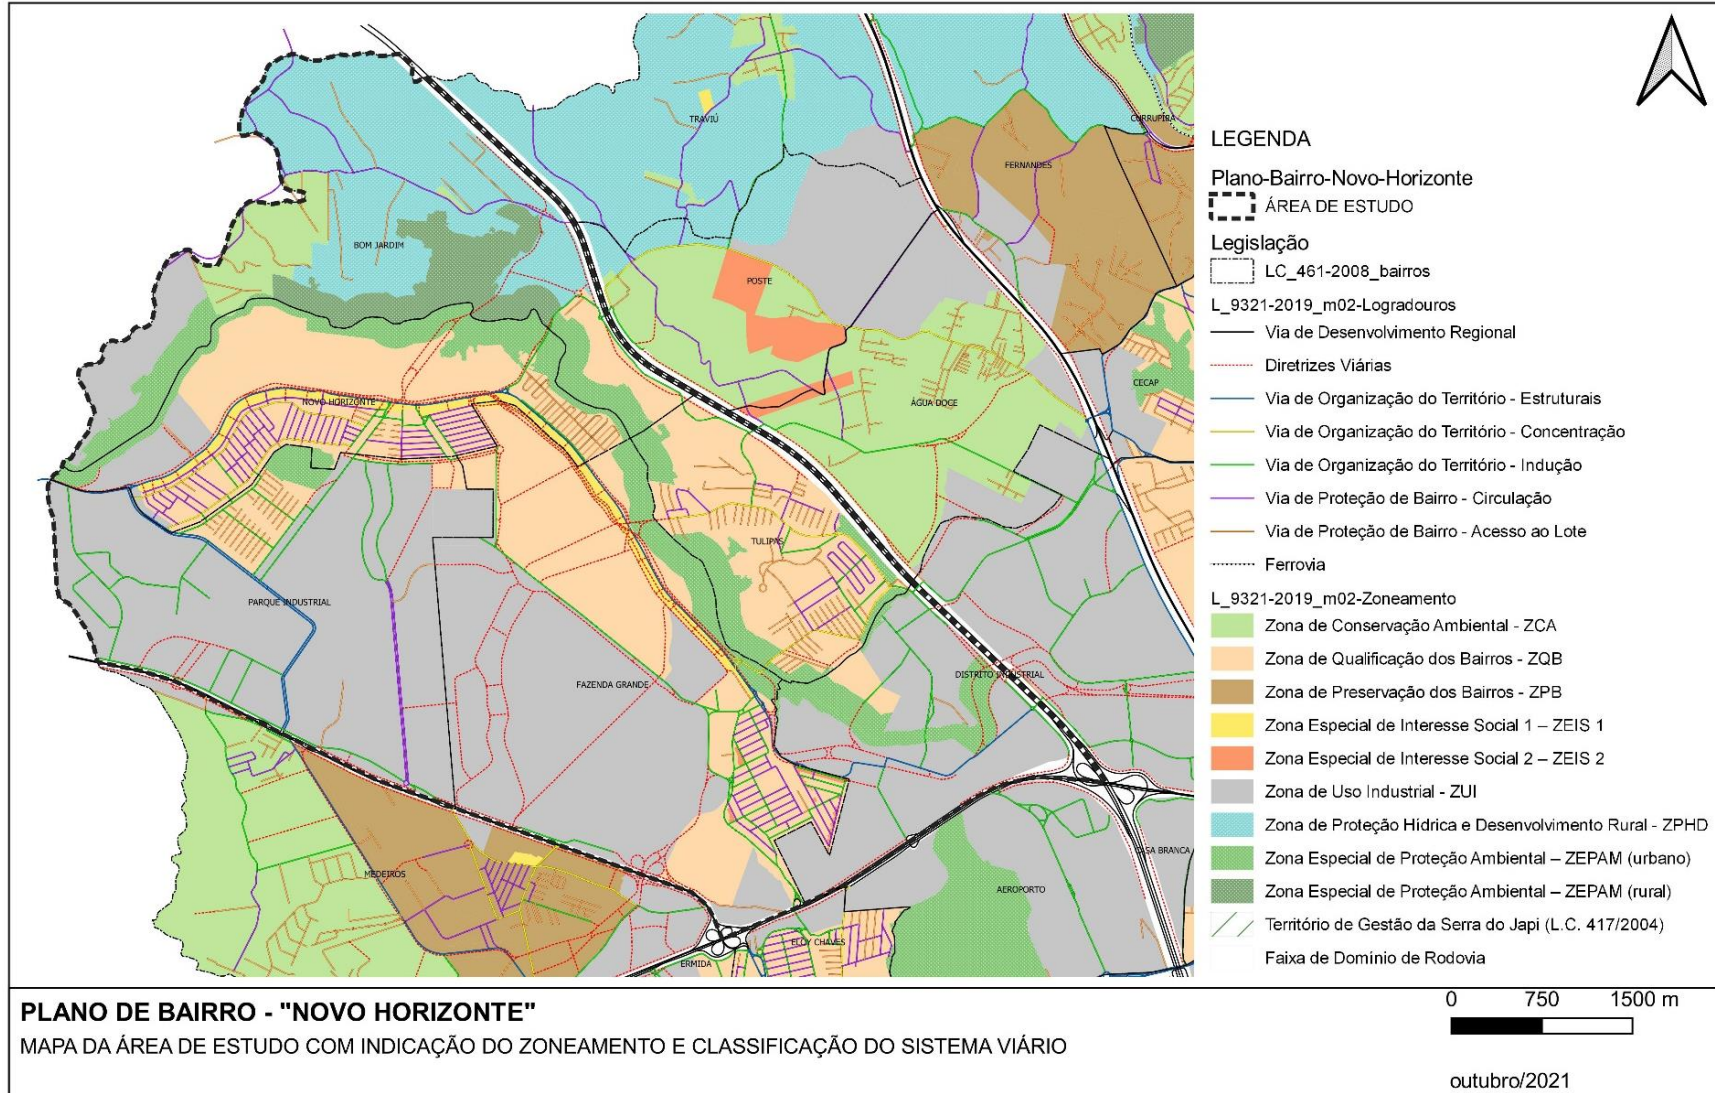 TRAVIÚ
CURRUPIRA
FERNANDES
BOM JARDIM
POSTE
CECAP
NOVO HORIZONTE
ÁGUA DOCE
TULIPAS
PARQUE INDUSTRIAL
DISTRITO INDUSTRIAL
FAZENDA GRANDE
CASA BRANCA
MEDEIROS
AEROPORTO
ELOY CHAVES
ERMIDA
LEGENDA
Plano-Bairro-Novo-Horizonte
ÁREA DE ESTUDO
Legislação
LC_461-2008_bairros
L_9321-2019_m02-Logradouros
Via de Desenvolvimento Regional
Diretrizes Viárias
Via de Organização do Território - Estruturais
Via de Organização do Território - Concentração
Via de Organização do Território - Indução
Via de Proteção de Bairro - Circulação
Via de Proteção de Bairro - Acesso ao Lote
Ferrovia
L_9321-2019_m02-Zoneamento
Zona de Conservação Ambiental - ZCA
Zona de Qualificação dos Bairros - ZQB
Zona de Preservação dos Bairros - ZPB
Zona Especial de Interesse Social 1 – ZEIS 1
Zona Especial de Interesse Social 2 – ZEIS 2
Zona de Uso Industrial - ZUI
Zona de Proteção Hídrica e Desenvolvimento Rural - ZPHD
Zona Especial de Proteção Ambiental – ZEPAM (urbano)
Zona Especial de Proteção Ambiental – ZEPAM (rural)
Território de Gestão da Serra do Japi (L.C. 417/2004)
Faixa de Domínio de Rodovia
PLANO DE BAIRRO - "NOVO HORIZONTE"
MAPA DA ÁREA DE ESTUDO COM INDICAÇÃO DO ZONEAMENTO E CLASSIFICAÇÃO DO SISTEMA VIÁRIO
0 750 1500 m
outubro/2021